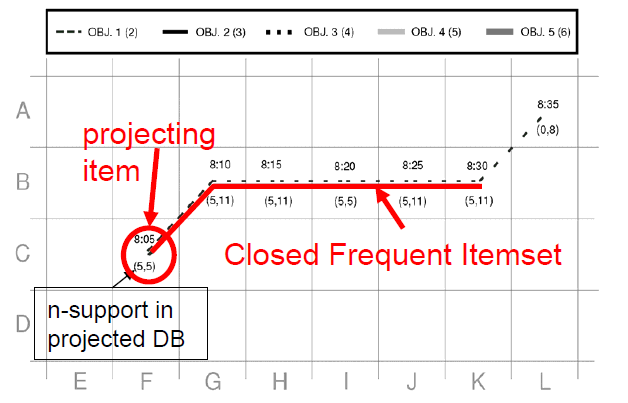 OBJ. 1 (2) OBJ. 2 (3) OBJ. 3 (4) OBJ. 4 (5) OBJ. 5 (6)
A
8:35
(0,8)
projecting
item
B
8:10 8:15 8:20 8:25 8:30
(5,11) (5,11) (5,5) (5,11) (5,11)
C
8:05
(5,5)
Closed Frequent Itemset
n-support in
projected DB
D
E F G H I J K L